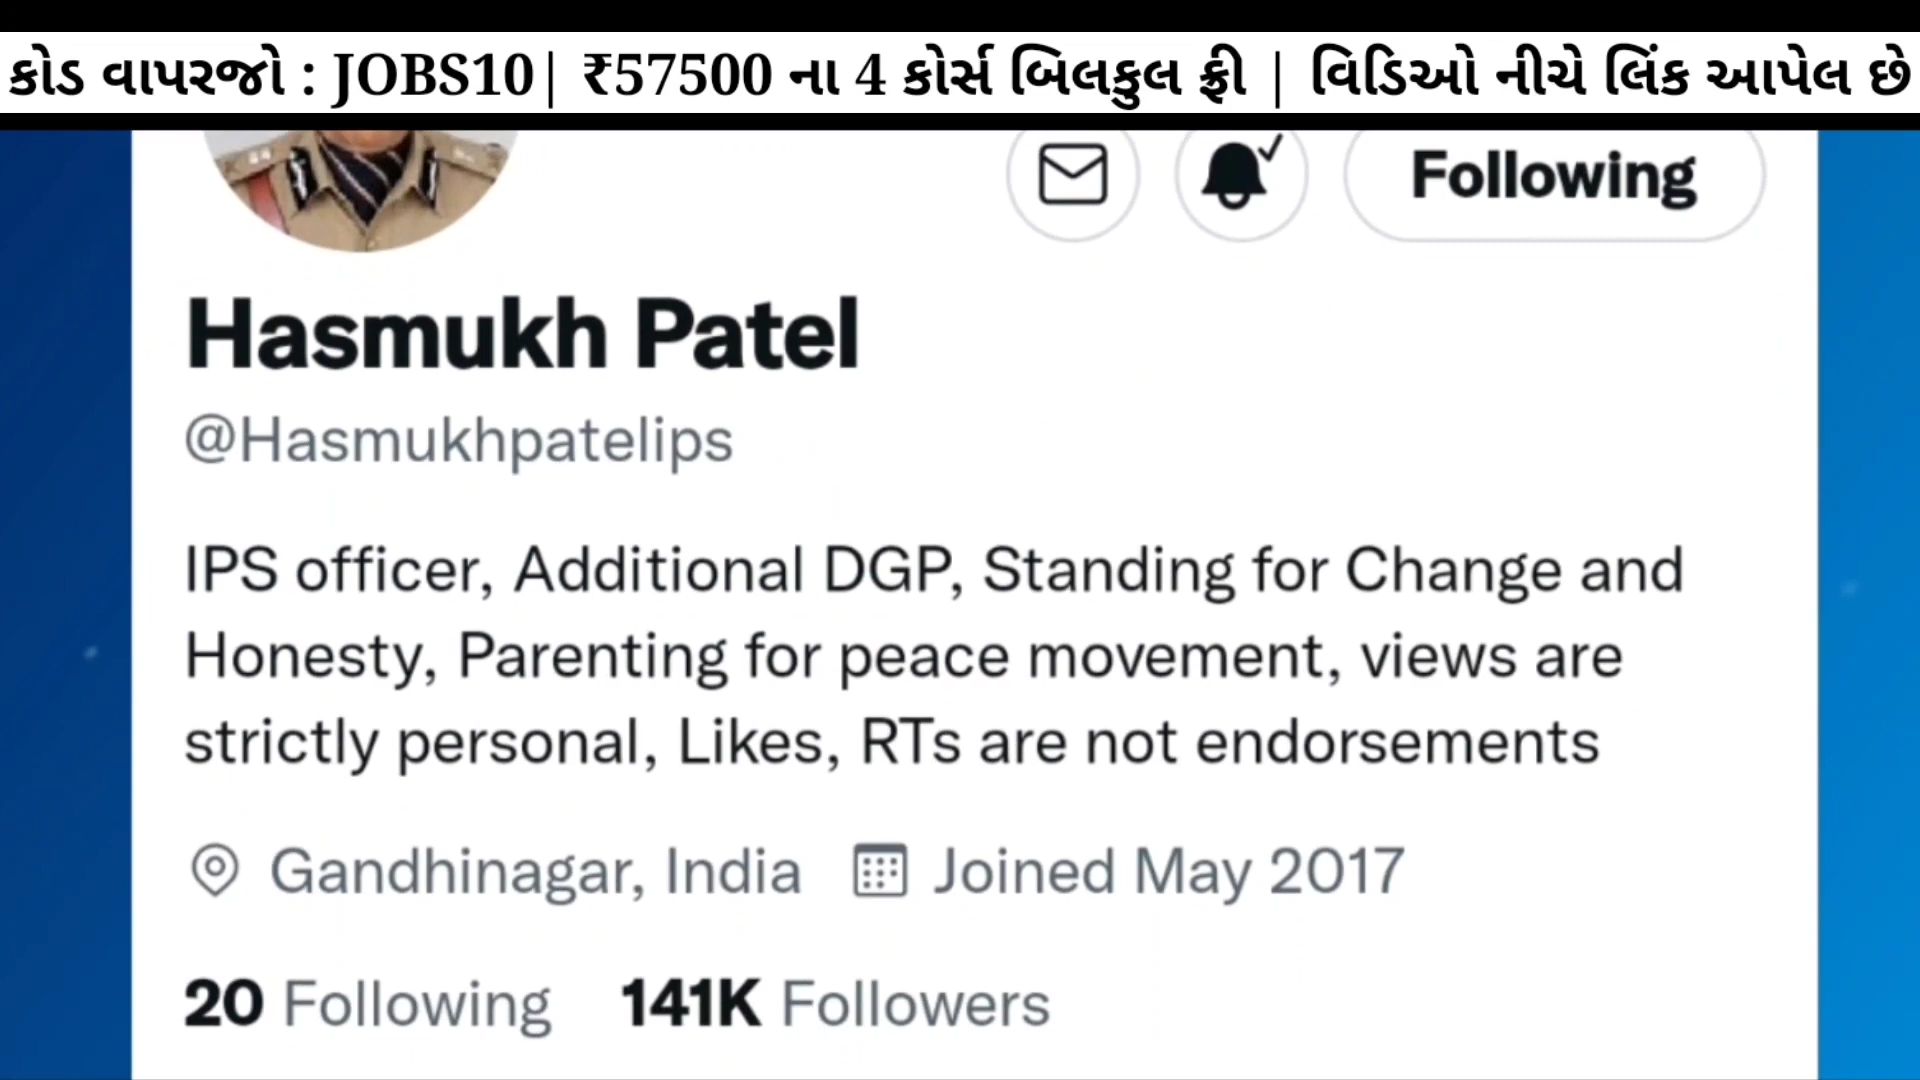 કોડ વાપરજો : JOBS10| ₹57500 ના 4 કોર્સ બિલકુલ ફ્રી | વિડિઓ નીચે લિંક આપેલ છે
Following
Hasmukh Patel
@Hasmukhpatelips
IPS officer, Additional DGP, Standing for Change and
Honesty, Parenting for peace movement, views are
strictly personal, Likes, RTs are not endorsements
Gandhinagar, India Joined May 2017
20 Following 141K Followers